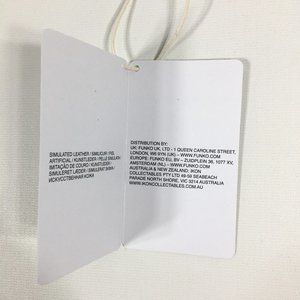 SIMULATED LEATHER / SIMILICUIR / PIEL
ARTIFICIAL / KUNSTLEDER / PELLE SIMULATA
IMITAÇÃO DE COURO / KUNSTLEER /
SIMULERET LÆDER / SIMULERAT SKINN /
ИСКУССТВЕННАЯ КОЖА
DISTRIBUTION BY:
UK: FUNKO UK, LTD - 1 QUEEN CAROLINE STREET,
LONDON, W6 9YN (UK) – WWW.FUNKO.COM
EUROPE: FUNKO EU, BV – ZUIDPLEIN 36, 1077 XV,
AMSTERDAM (NL) – WWW.FUNKO.COM
AUSTRALIA & NEW ZEALAND: IKON
COLLECTABLES PTY LTD 49-59 SEABEACH
PARADE NORTH SHORE, VIC 3214 AUSTRALIA
WWW.IKONCOLLECTABLES.COM.AU